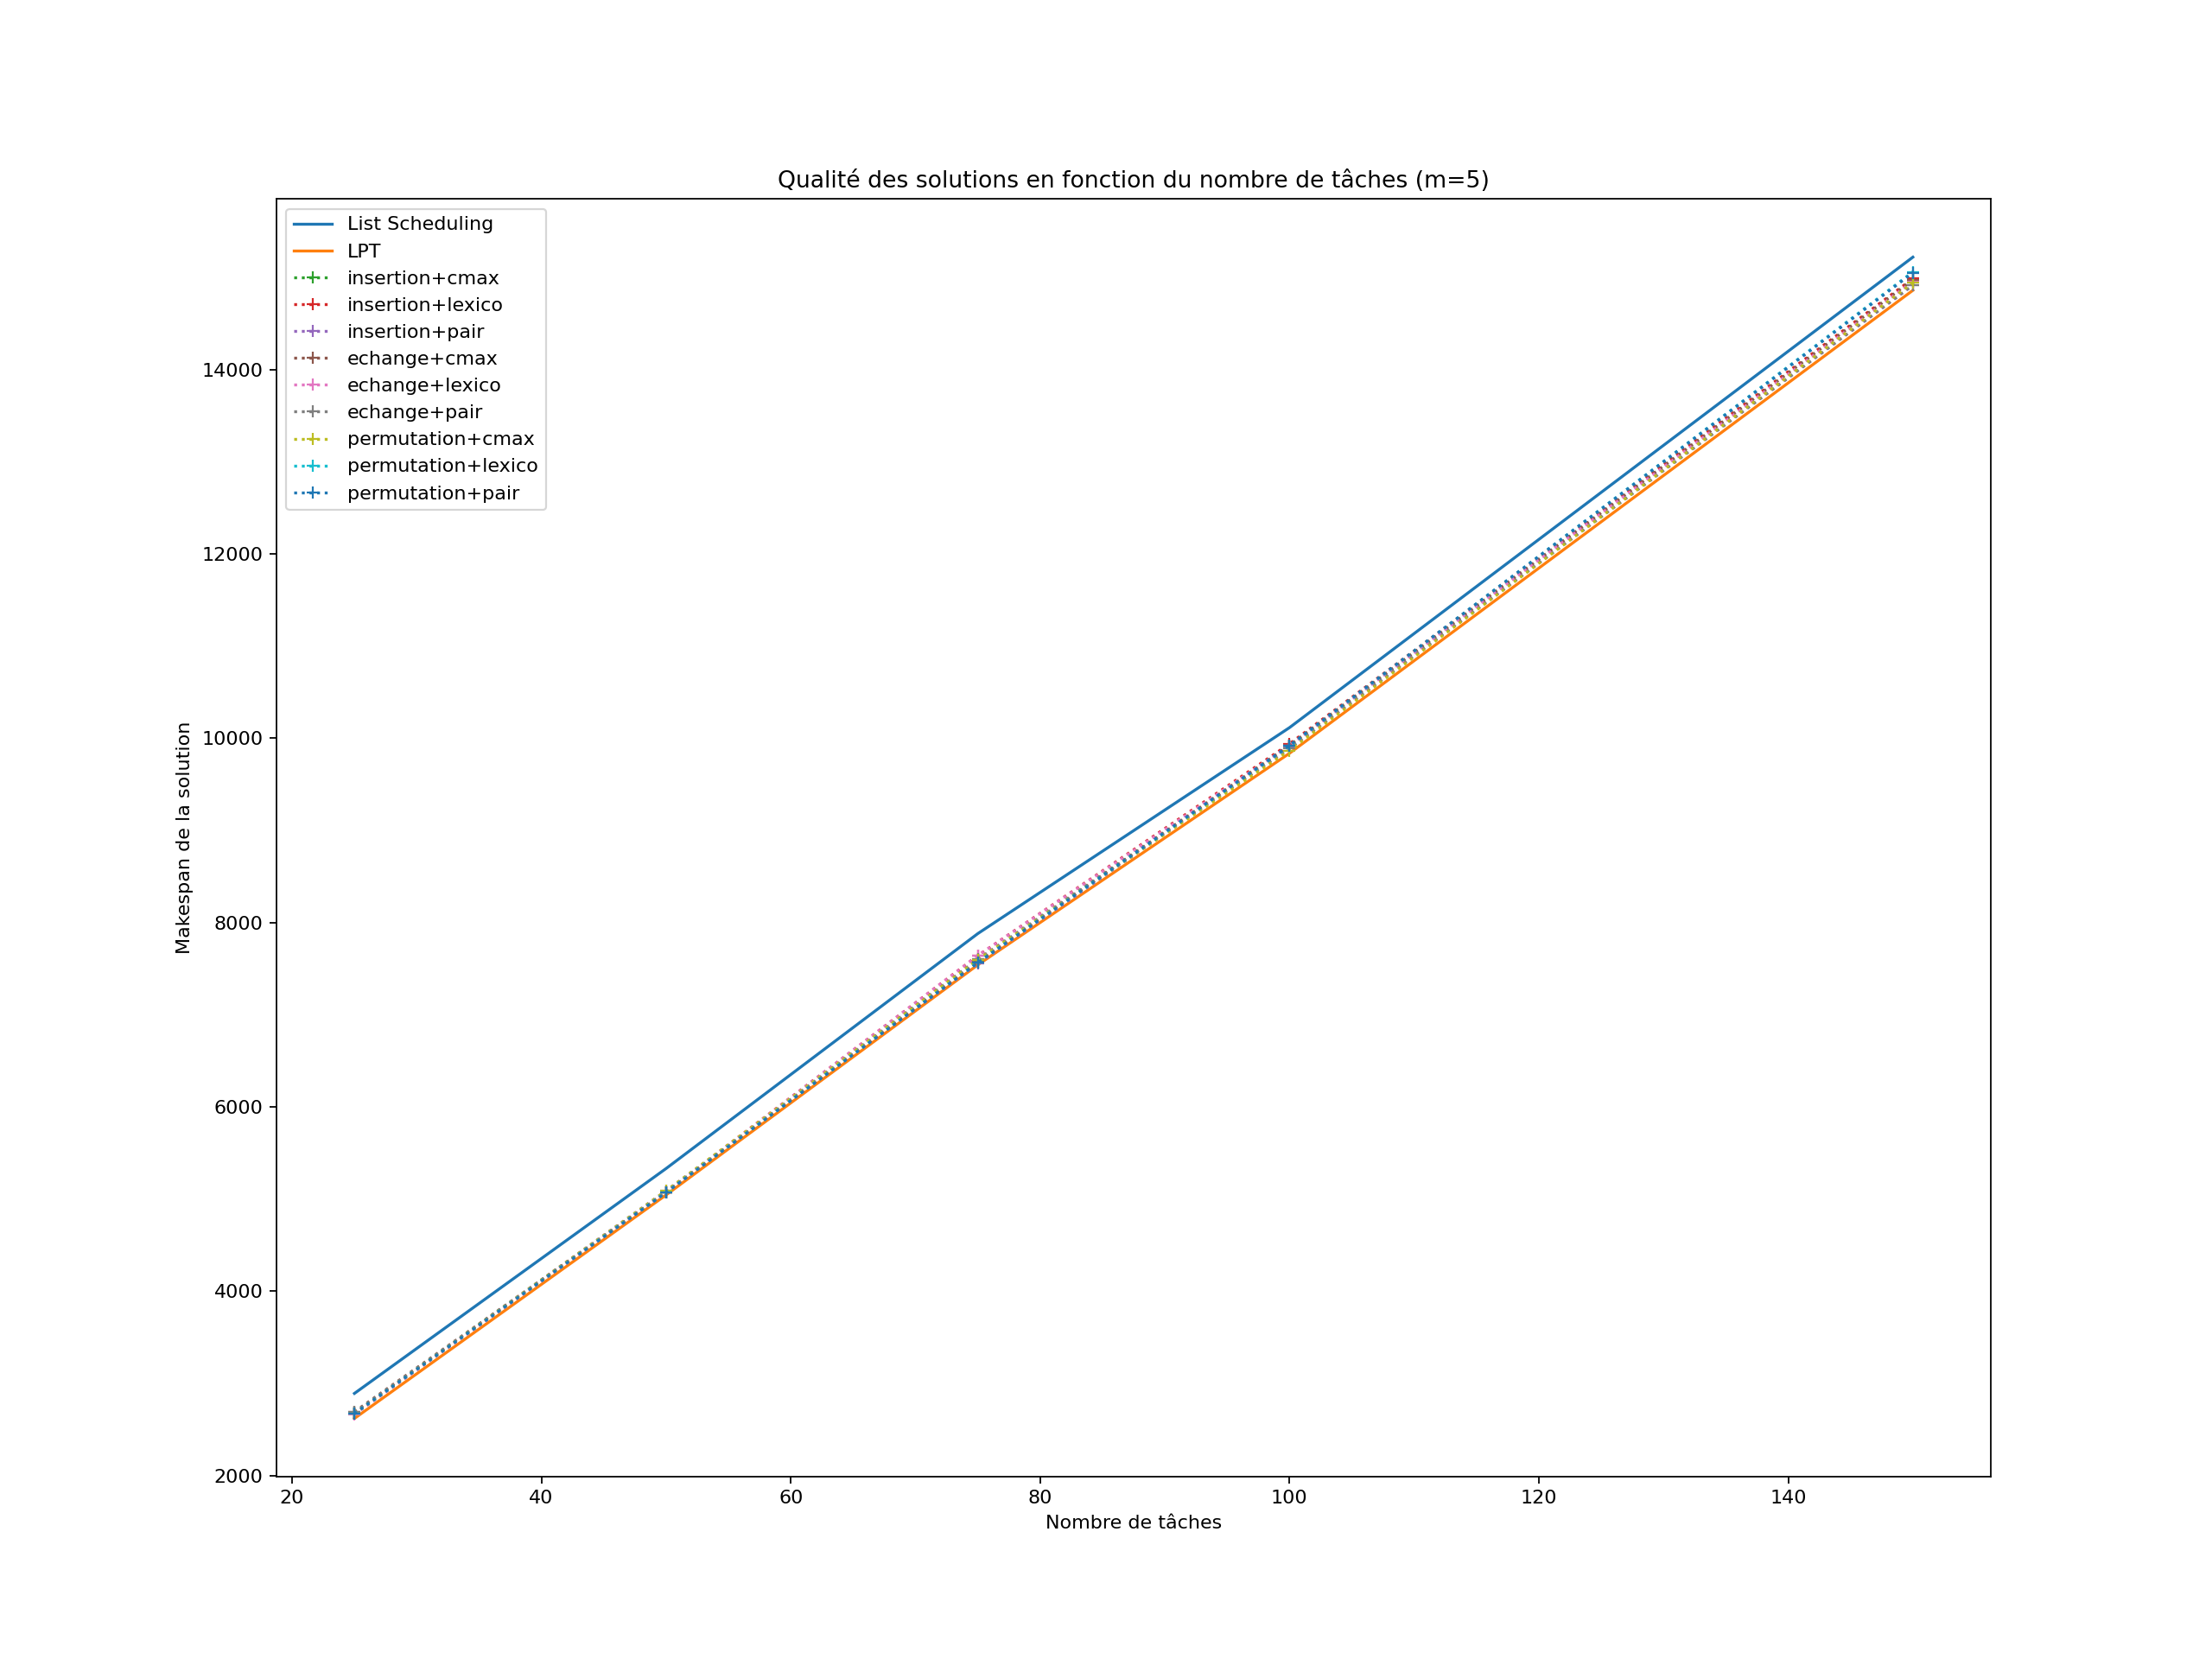 Qualité des solutions en fonction du nombre de tâches (m=5)
List Scheduling
LPT
insertion+cmax
insertion+lexico
insertion+pair
echange+cmax
echange+lexico
echange+pair
permutation+cmax
permutation+lexico
permutation+pair
Makespan de la solution
14000
12000
10000
8000
6000
4000
2000
20 40 60 80 100 120 140
Nombre de tâches